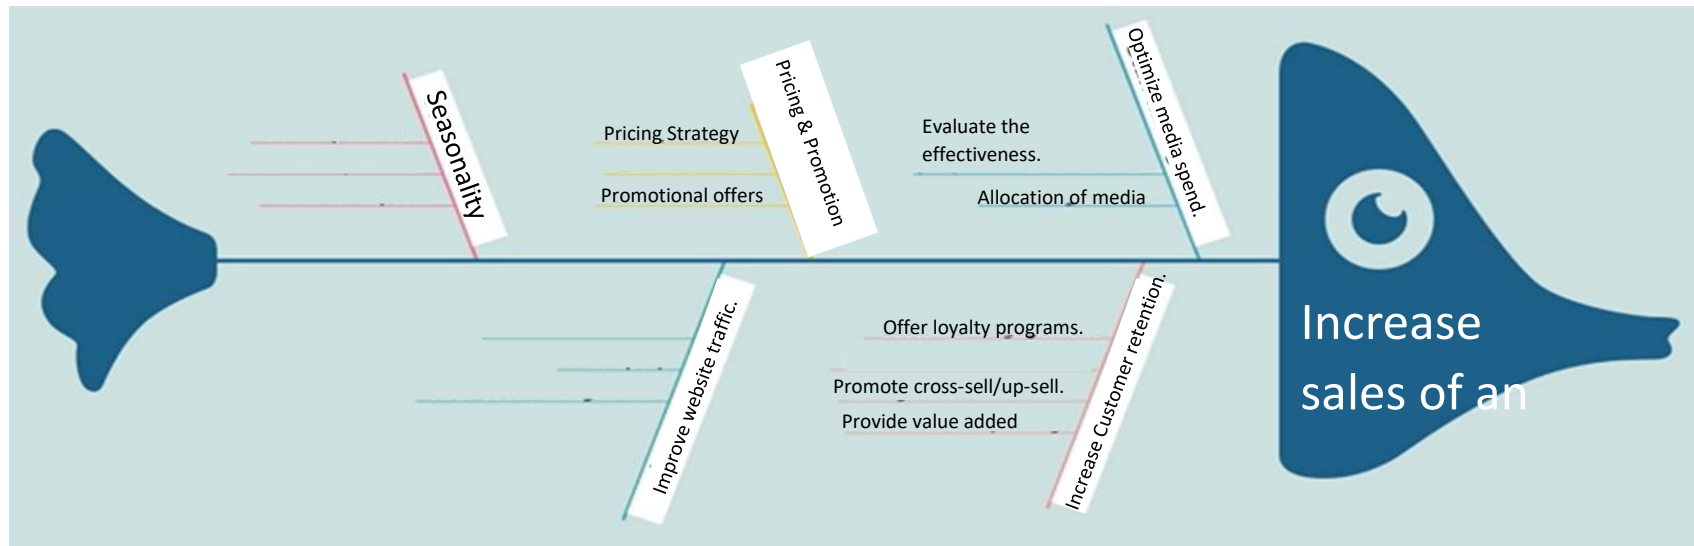 Seasonality
Pricing Strategy
Promotional offers
Pricing & Promotion
Evaluate the
effectiveness.
Allocation of media
Optimize media spend.
Improve website traffic.
Offer loyalty programs.
Promote cross-sell/up-sell.
Provide value added
Increase Customer retention.
Increase
sales of an